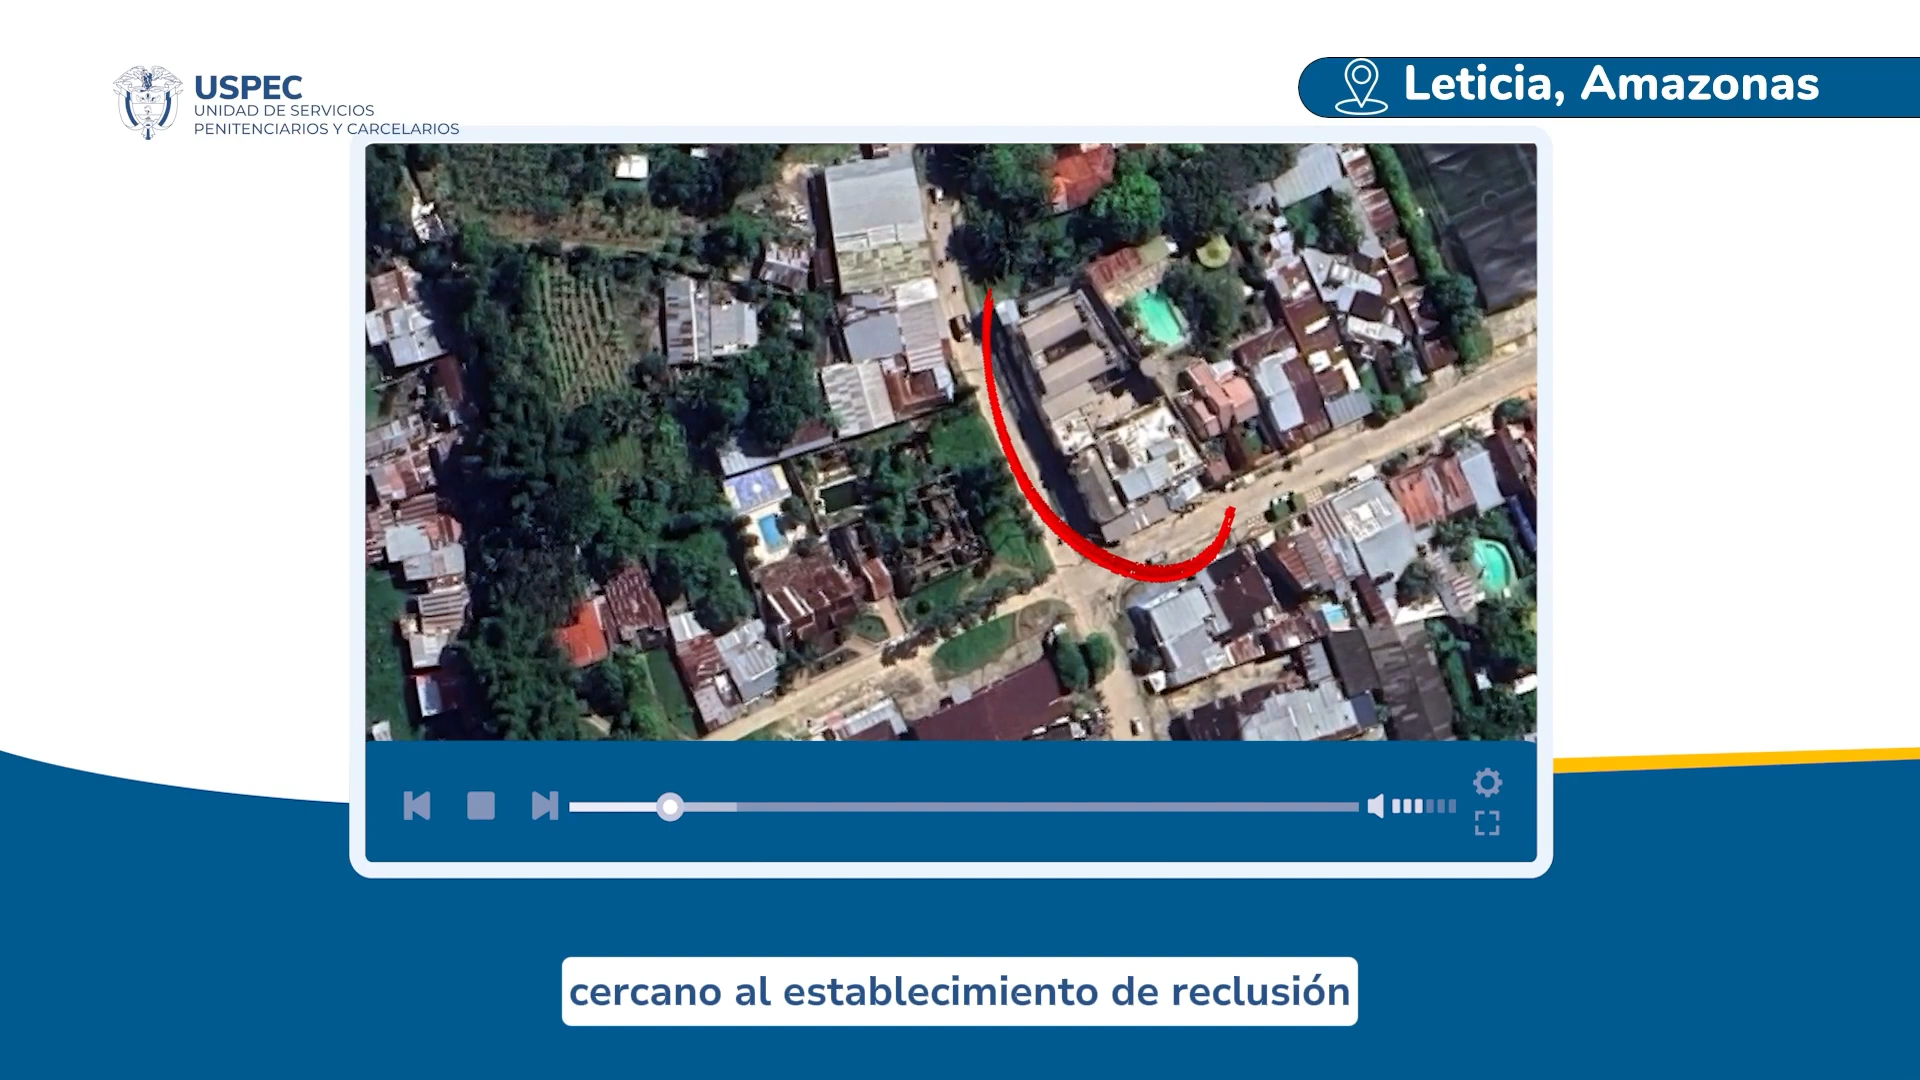 USPEC
UNIDAD DE SERVICIOS
PENITENCIARIOS Y CARCELARIOS
Leticia, Amazonas
cercano al establecimiento de reclusión